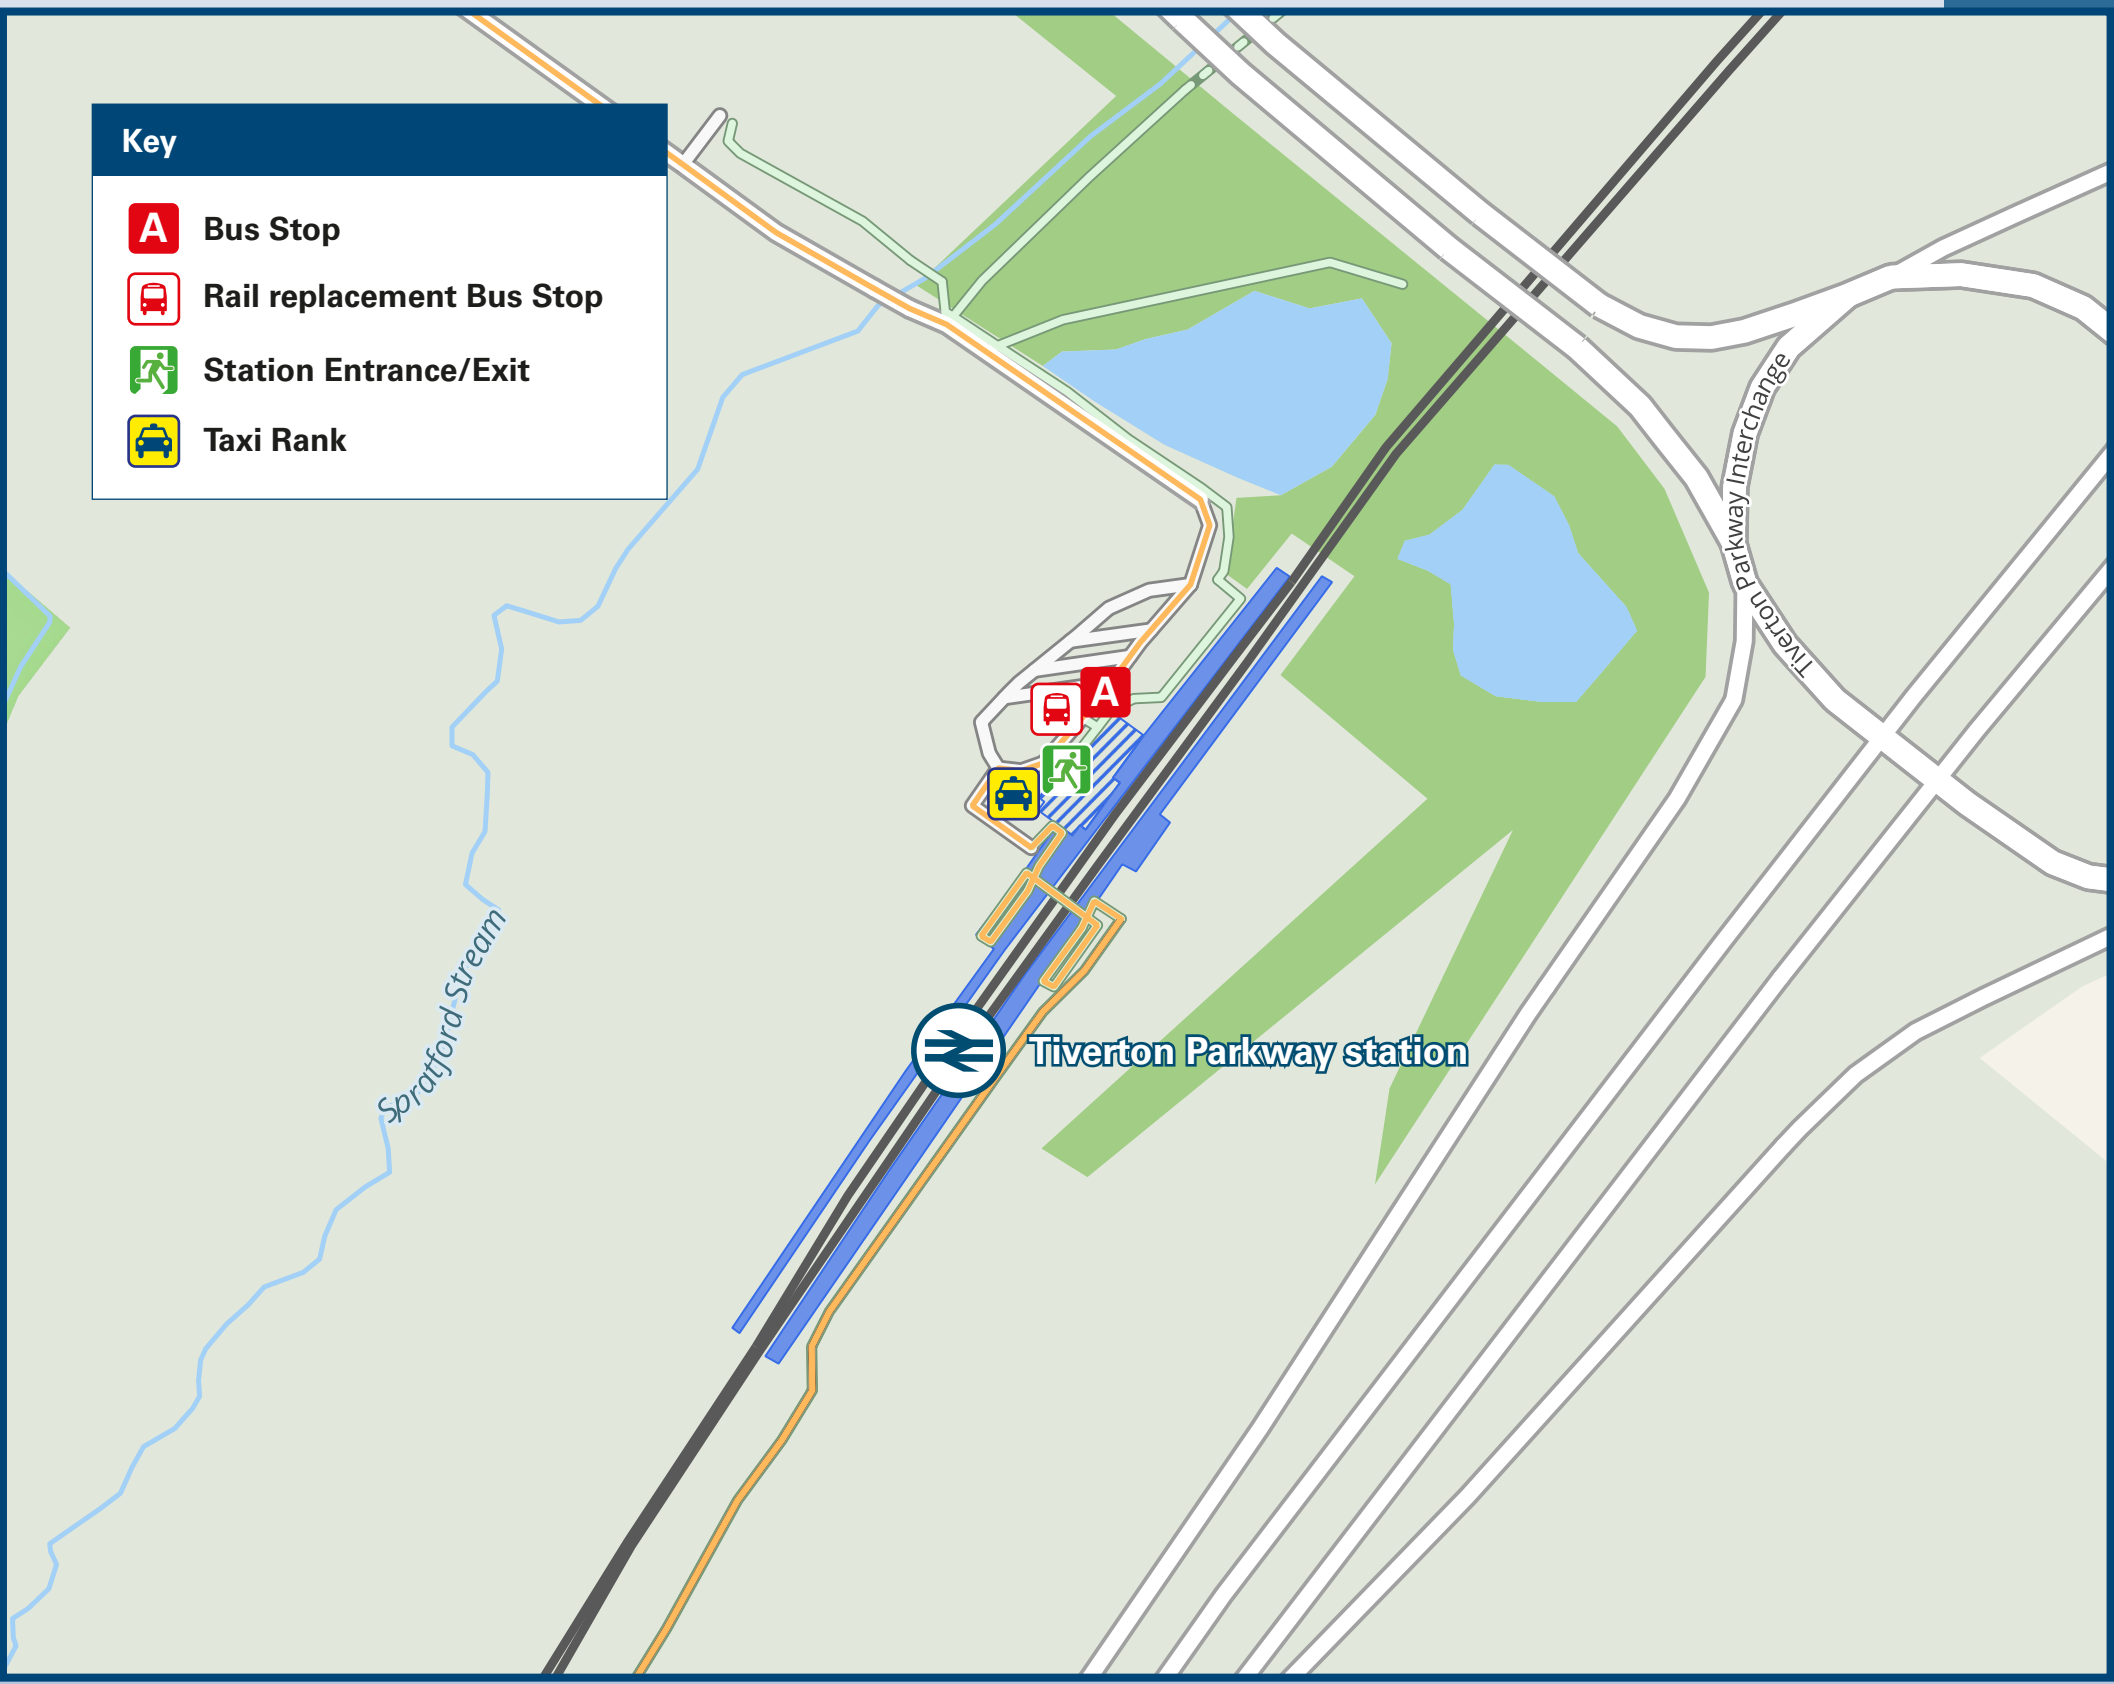 Key
A Bus Stop
Rail replacement Bus Stop
Station Entrance/Exit
Taxi Rank
Tiverton Parkway Interchange
A
Spratford Stream
Tiverton Parkway station